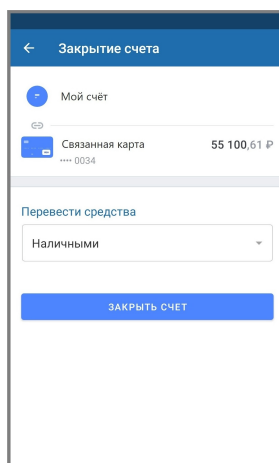 Закрытие счета
Мой счёт
Связанная карта 55 100,61 ₽
•••• 0034
Перевести средства
Наличными
ЗАКРЫТЬ СЧЕТ